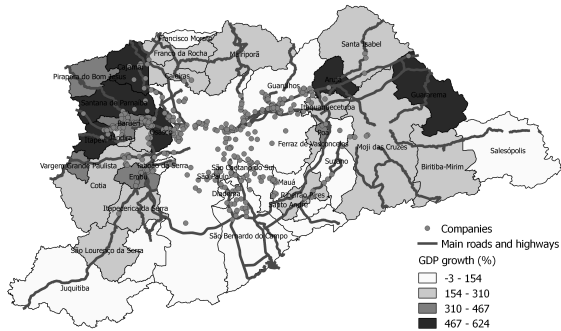 Francisco Morato
Franco da Rocha
Mairiporã
Santa Isabel
Cajamar
Caieiras
Pirapora do Bom Jesus
Guarulhos
Arujá
Guararema
Santana de Parnaíba
Itaquaquecetuba
Barueri
Osasco
Jandira
Itapevi
Poá
Ferraz de Vasconcelos
Moji das Cruzes
Salesópolis
Suzano
Vargem Grande Paulista
Taboão da Serra
São Caetano do Sul
Biritiba-Mirim
Embu
São Paulo
Mauá
Cotia
Diadema
Ribeirão Pires
Santo André
Itapecerica da Serra
São Bernardo do Campo
São Lourenço da Serra
Juquitiba
Companies
Main roads and highways
GDP growth (%)
-3 - 154
154 - 310
310 - 467
467 - 624